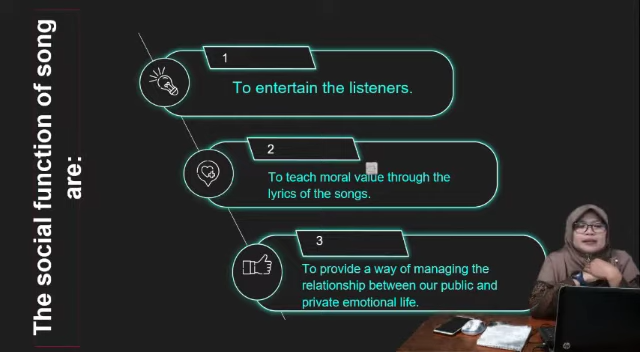 The social function of song
are:
1
To entertain the listeners.
2
To teach moral value through the
lyrics of the songs.
3
To provide a way of managing the
relationship between our public and
private emotional life.